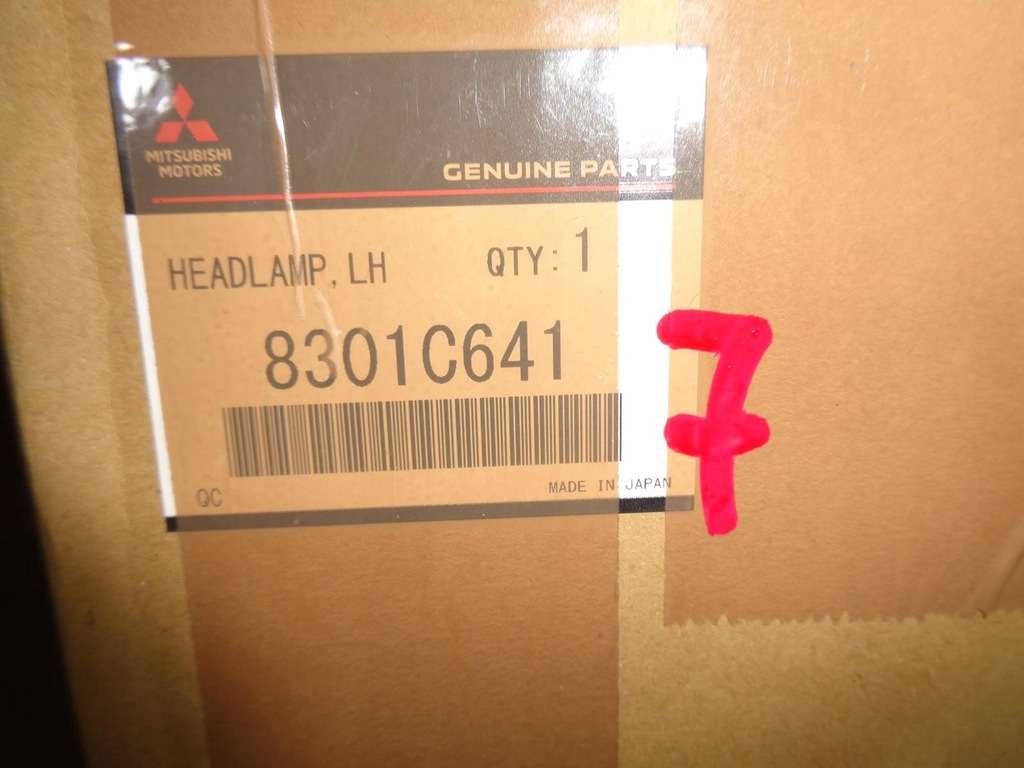 MITSUBISHI
MOTORS
GENUINE PARTS
HEADLAMP, LH
QTY: 1
8301C641
7
QC
MADE IN JAPAN